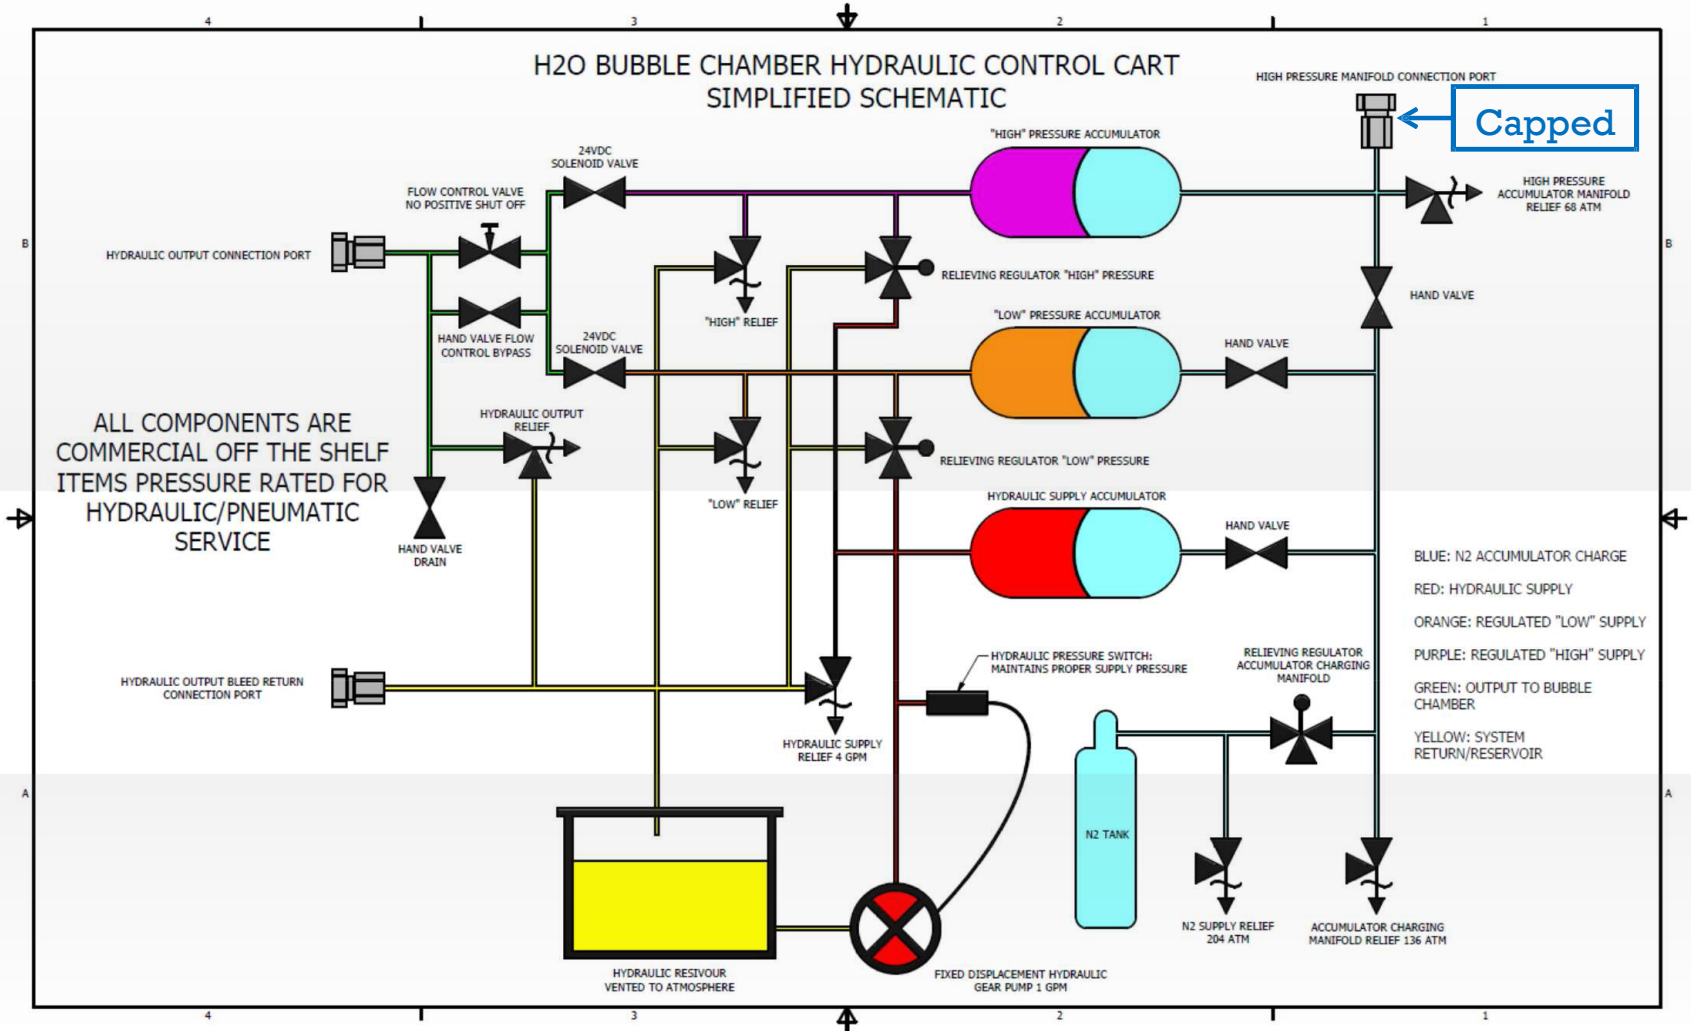 4
3
2
1
H2O BUBBLE CHAMBER HYDRAULIC CONTROL CART
SIMPLIFIED SCHEMATIC
HIGH PRESSURE MANIFOLD CONNECTION PORT
Capped
"HIGH" PRESSURE ACCUMULATOR
24VDC
SOLENOID VALVE
FLOW CONTROL VALVE
NO POSITIVE SHUT OFF
HIGH PRESSURE
ACCUMULATOR MANIFOLD
RELIEF 68 ATM
B
B
HYDRAULIC OUTPUT CONNECTION PORT
RELIEVING REGULATOR "HIGH" PRESSURE
HAND VALVE
"HIGH" RELIEF
"LOW" PRESSURE ACCUMULATOR
HAND VALVE FLOW
CONTROL BYPASS
24VDC
SOLENOID VALVE
HAND VALVE
ALL COMPONENTS ARE
COMMERCIAL OFF THE SHELF
ITEMS PRESSURE RATED FOR
HYDRAULIC/PNEUMATIC
SERVICE
HYDRAULIC OUTPUT
RELIEF
RELIEVING REGULATOR "LOW" PRESSURE
"LOW" RELIEF
HYDRAULIC SUPPLY ACCUMULATOR
HAND VALVE
HAND VALVE
DRAIN
BLUE: N2 ACCUMULATOR CHARGE
RED: HYDRAULIC SUPPLY
ORANGE: REGULATED "LOW" SUPPLY
PURPLE: REGULATED "HIGH" SUPPLY
GREEN: OUTPUT TO BUBBLE
CHAMBER
YELLOW: SYSTEM
RETURN/RESERVOIR
HYDRAULIC PRESSURE SWITCH:
MAINTAINS PROPER SUPPLY PRESSURE
RELIEVING REGULATOR
ACCUMULATOR CHARGING
MANIFOLD
HYDRAULIC OUTPUT BLEED RETURN
CONNECTION PORT
HYDRAULIC SUPPLY
RELIEF 4 GPM
A
A
N2 TANK
N2 SUPPLY RELIEF
204 ATM
ACCUMULATOR CHARGING
MANIFOLD RELIEF 136 ATM
HYDRAULIC RESIVOUR
VENTED TO ATMOSPHERE
FIXED DISPLACEMENT HYDRAULIC
GEAR PUMP 1 GPM
4
3
2
1